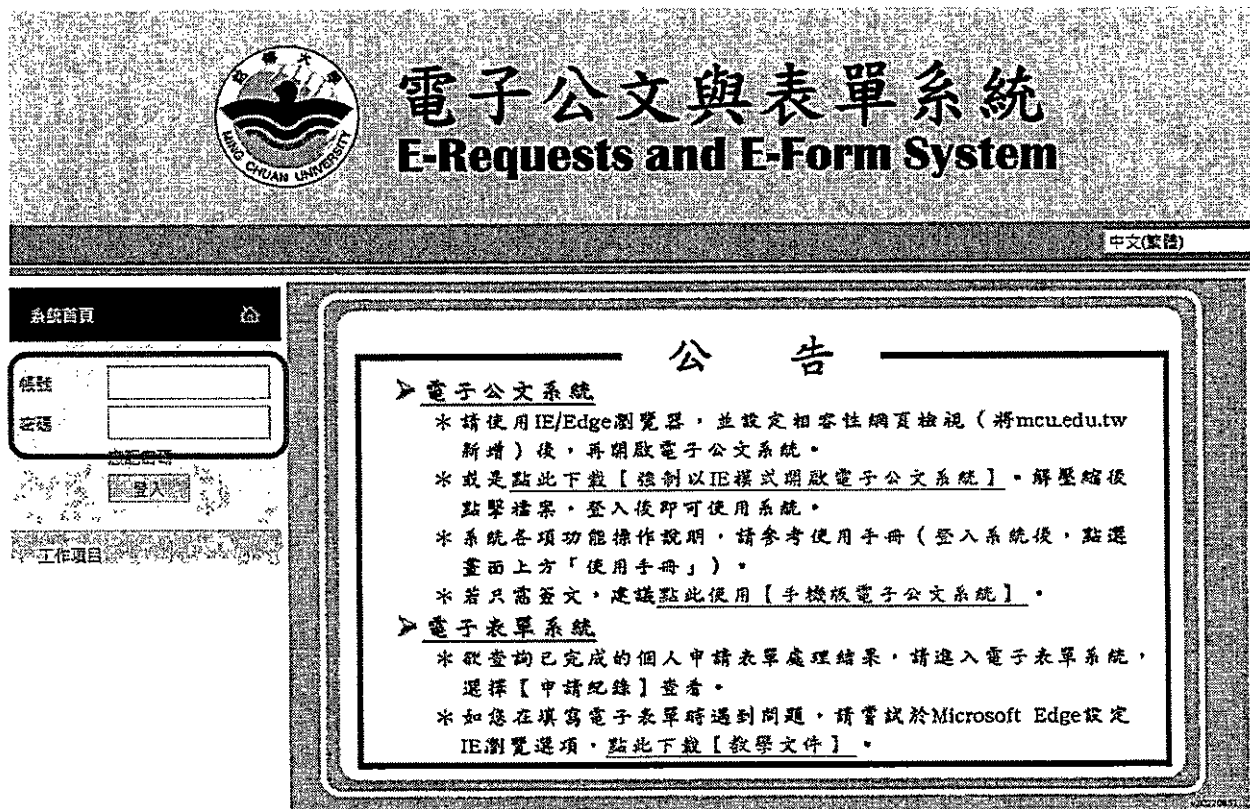 銘傳大學
MING CHUAN UNIVERSITY
電子公文與表單系統
E-Requests and E-Form System
中文(繁體)
系統首頁
帳號
密碼
忘記密碼
登入
工作項目
公 告
➤ 電子公文系統
＊請使用IE/Edge瀏覽器，並設定相容性網頁檢視（將mcu.edu.tw
新增）後，再開啟電子公文系統。
＊或是點此下載【強制以IE模式開啟電子公文系統】。解壓縮後
點擊檔案，登入後即可使用系統。
＊系統各項功能操作說明，請參考使用手冊（登入系統後，點選
畫面上方「使用手冊」）。
＊若只需簽文，建議點此使用【手機版電子公文系統】。
➤ 電子表單系統
＊欲查詢已完成的個人申請表單處理結果，請進入電子表單系統，
選擇【申請紀錄】查看。
＊如您在填寫電子表單時遇到問題，請嘗試於Microsoft Edge設定
IE瀏覽選項，點此下載【教學文件】。